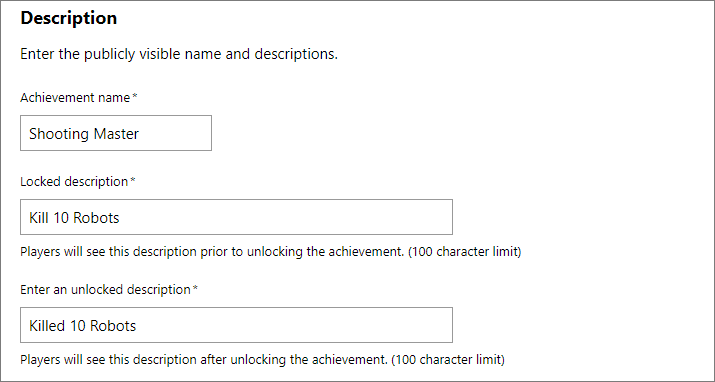 Description
Enter the publicly visible name and descriptions.
Achievement name*
Shooting Master
Locked description*
Kill 10 Robots
Players will see this description prior to unlocking the achievement. (100 character limit)
Enter an unlocked description*
Killed 10 Robots
Players will see this description after unlocking the achievement. (100 character limit)